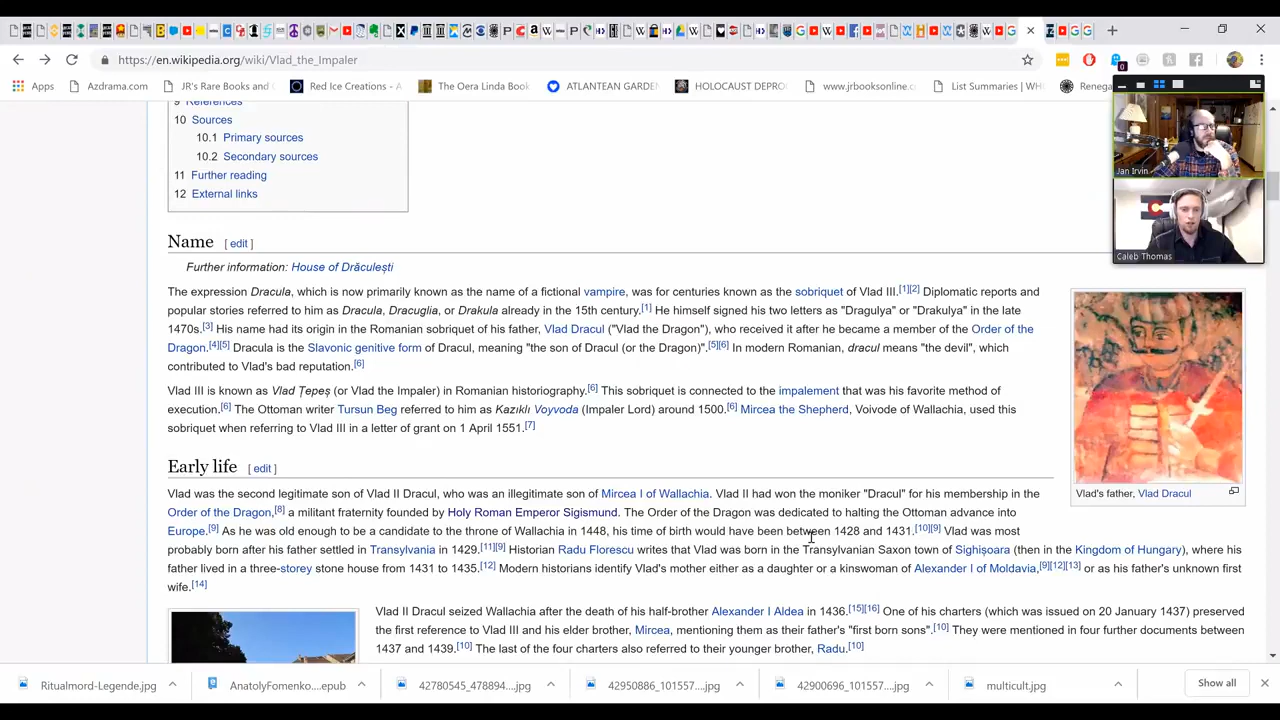 https://en.wikipedia.org/wiki/Vlad_the_Impaler
Apps Azdrama.com JR's Rare Books and Red Ice Creations - A The Oera Linda Book ATLANTEAN GARDE HOLOCAUST DEPRO www.jrbooksonline.c List Summaries | WH Renega
9 References
10 Sources
10.1 Primary sources
10.2 Secondary sources
11 Further reading
12 External links
Jan Irvin
Caleb Thomas
Name [ edit ]
Further information: House of Drăculești
The expression Dracula, which is now primarily known as the name of a fictional vampire, was for centuries known as the sobriquet of Vlad III.[1][2] Diplomatic reports and
popular stories referred to him as Dracula, Dracuglia, or Drakula already in the 15th century.[1] He himself signed his two letters as "Dragulya" or "Drakulya" in the late
1470s.[3] His name had its origin in the Romanian sobriquet of his father, Vlad Dracul ("Vlad the Dragon"), who received it after he became a member of the Order of the
Dragon.[4][5] Dracula is the Slavonic genitive form of Dracul, meaning "the son of Dracul (or the Dragon)".[5][6] In modern Romanian, dracul means "the devil", which
contributed to Vlad's bad reputation.[6]
Vlad III is known as Vlad Țepeș (or Vlad the Impaler) in Romanian historiography.[6] This sobriquet is connected to the impalement that was his favorite method of
execution.[6] The Ottoman writer Tursun Beg referred to him as Kazıklı Voyvoda (Impaler Lord) around 1500.[6] Mircea the Shepherd, Voivode of Wallachia, used this
sobriquet when referring to Vlad III in a letter of grant on 1 April 1551.[7]
Vlad's father, Vlad Dracul
Early life [ edit ]
Vlad was the second legitimate son of Vlad II Dracul, who was an illegitimate son of Mircea I of Wallachia. Vlad II had won the moniker "Dracul" for his membership in the
Order of the Dragon,[8] a militant fraternity founded by Holy Roman Emperor Sigismund. The Order of the Dragon was dedicated to halting the Ottoman advance into
Europe.[9] As he was old enough to be a candidate to the throne of Wallachia in 1448, his time of birth would have been between 1428 and 1431.[10][9] Vlad was most
probably born after his father settled in Transylvania in 1429.[11][9] Historian Radu Florescu writes that Vlad was born in the Transylvanian Saxon town of Sighișoara (then in the Kingdom of Hungary), where his
father lived in a three-storey stone house from 1431 to 1435.[12] Modern historians identify Vlad's mother either as a daughter or a kinswoman of Alexander I of Moldavia,[9][12][13] or as his father's unknown first
wife.[14]
Vlad II Dracul seized Wallachia after the death of his half-brother Alexander I Aldea in 1436.[15][16] One of his charters (which was issued on 20 January 1437) preserved
the first reference to Vlad III and his elder brother, Mircea, mentioning them as their father's "first born sons".[10] They were mentioned in four further documents between
1437 and 1439.[10] The last of the four charters also referred to their younger brother, Radu.[10]
Ritualmord-Legende.jpg AnatolyFomenko....epub 42780545_478894....jpg 42950886_101557....jpg 42900696_101557....jpg multicult.jpg Show all